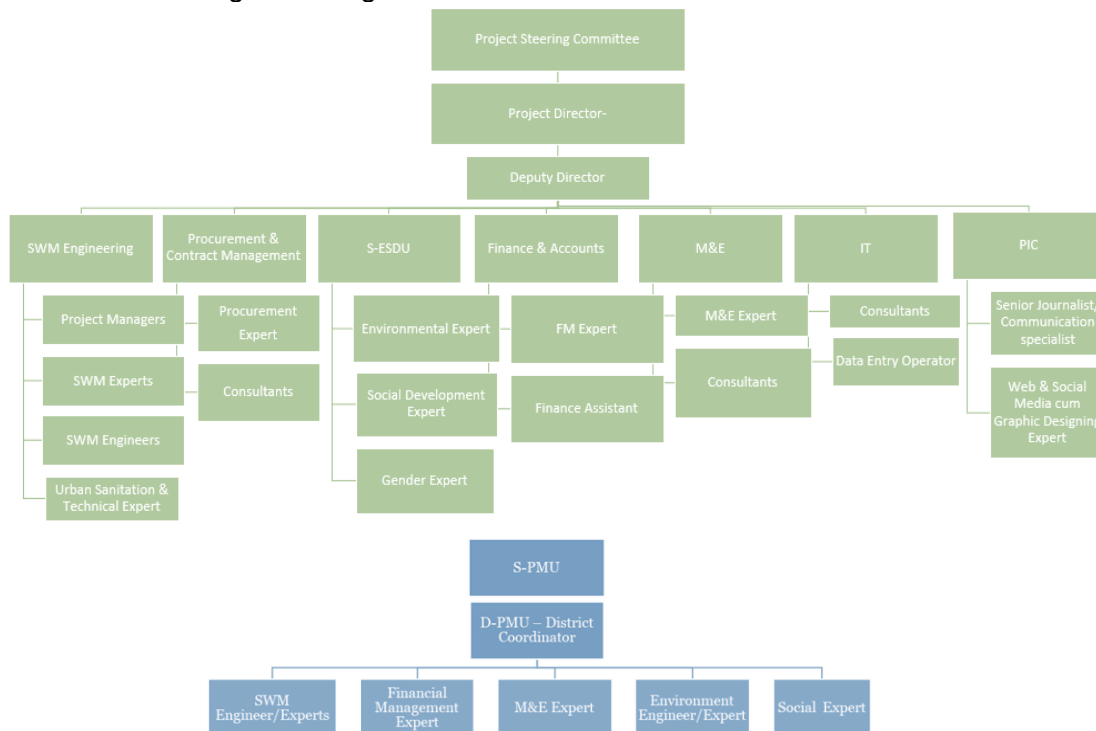 Project Steering Committee
Project Director-
Deputy Director
SWM Engineering
Procurement &
Contract Management
S-ESDU
Finance & Accounts
M&E
IT
PIC
Project Managers
SWM Experts
SWM Engineers
Urban Sanitation &
Technical Expert
Procurement
Expert
Consultants
Environmental Expert
Social Development
Expert
Gender Expert
FM Expert
Finance Assistant
M&E Expert
Consultants
Consultants
Data Entry Operator
Senior Journalist/
Communication
specialist
Web & Social
Media cum
Graphic Designing
Expert
S-PMU
D-PMU – District
Coordinator
SWM
Engineer/Experts
Financial
Management
Expert
M&E Expert
Environment
Engineer/Expert
Social Expert